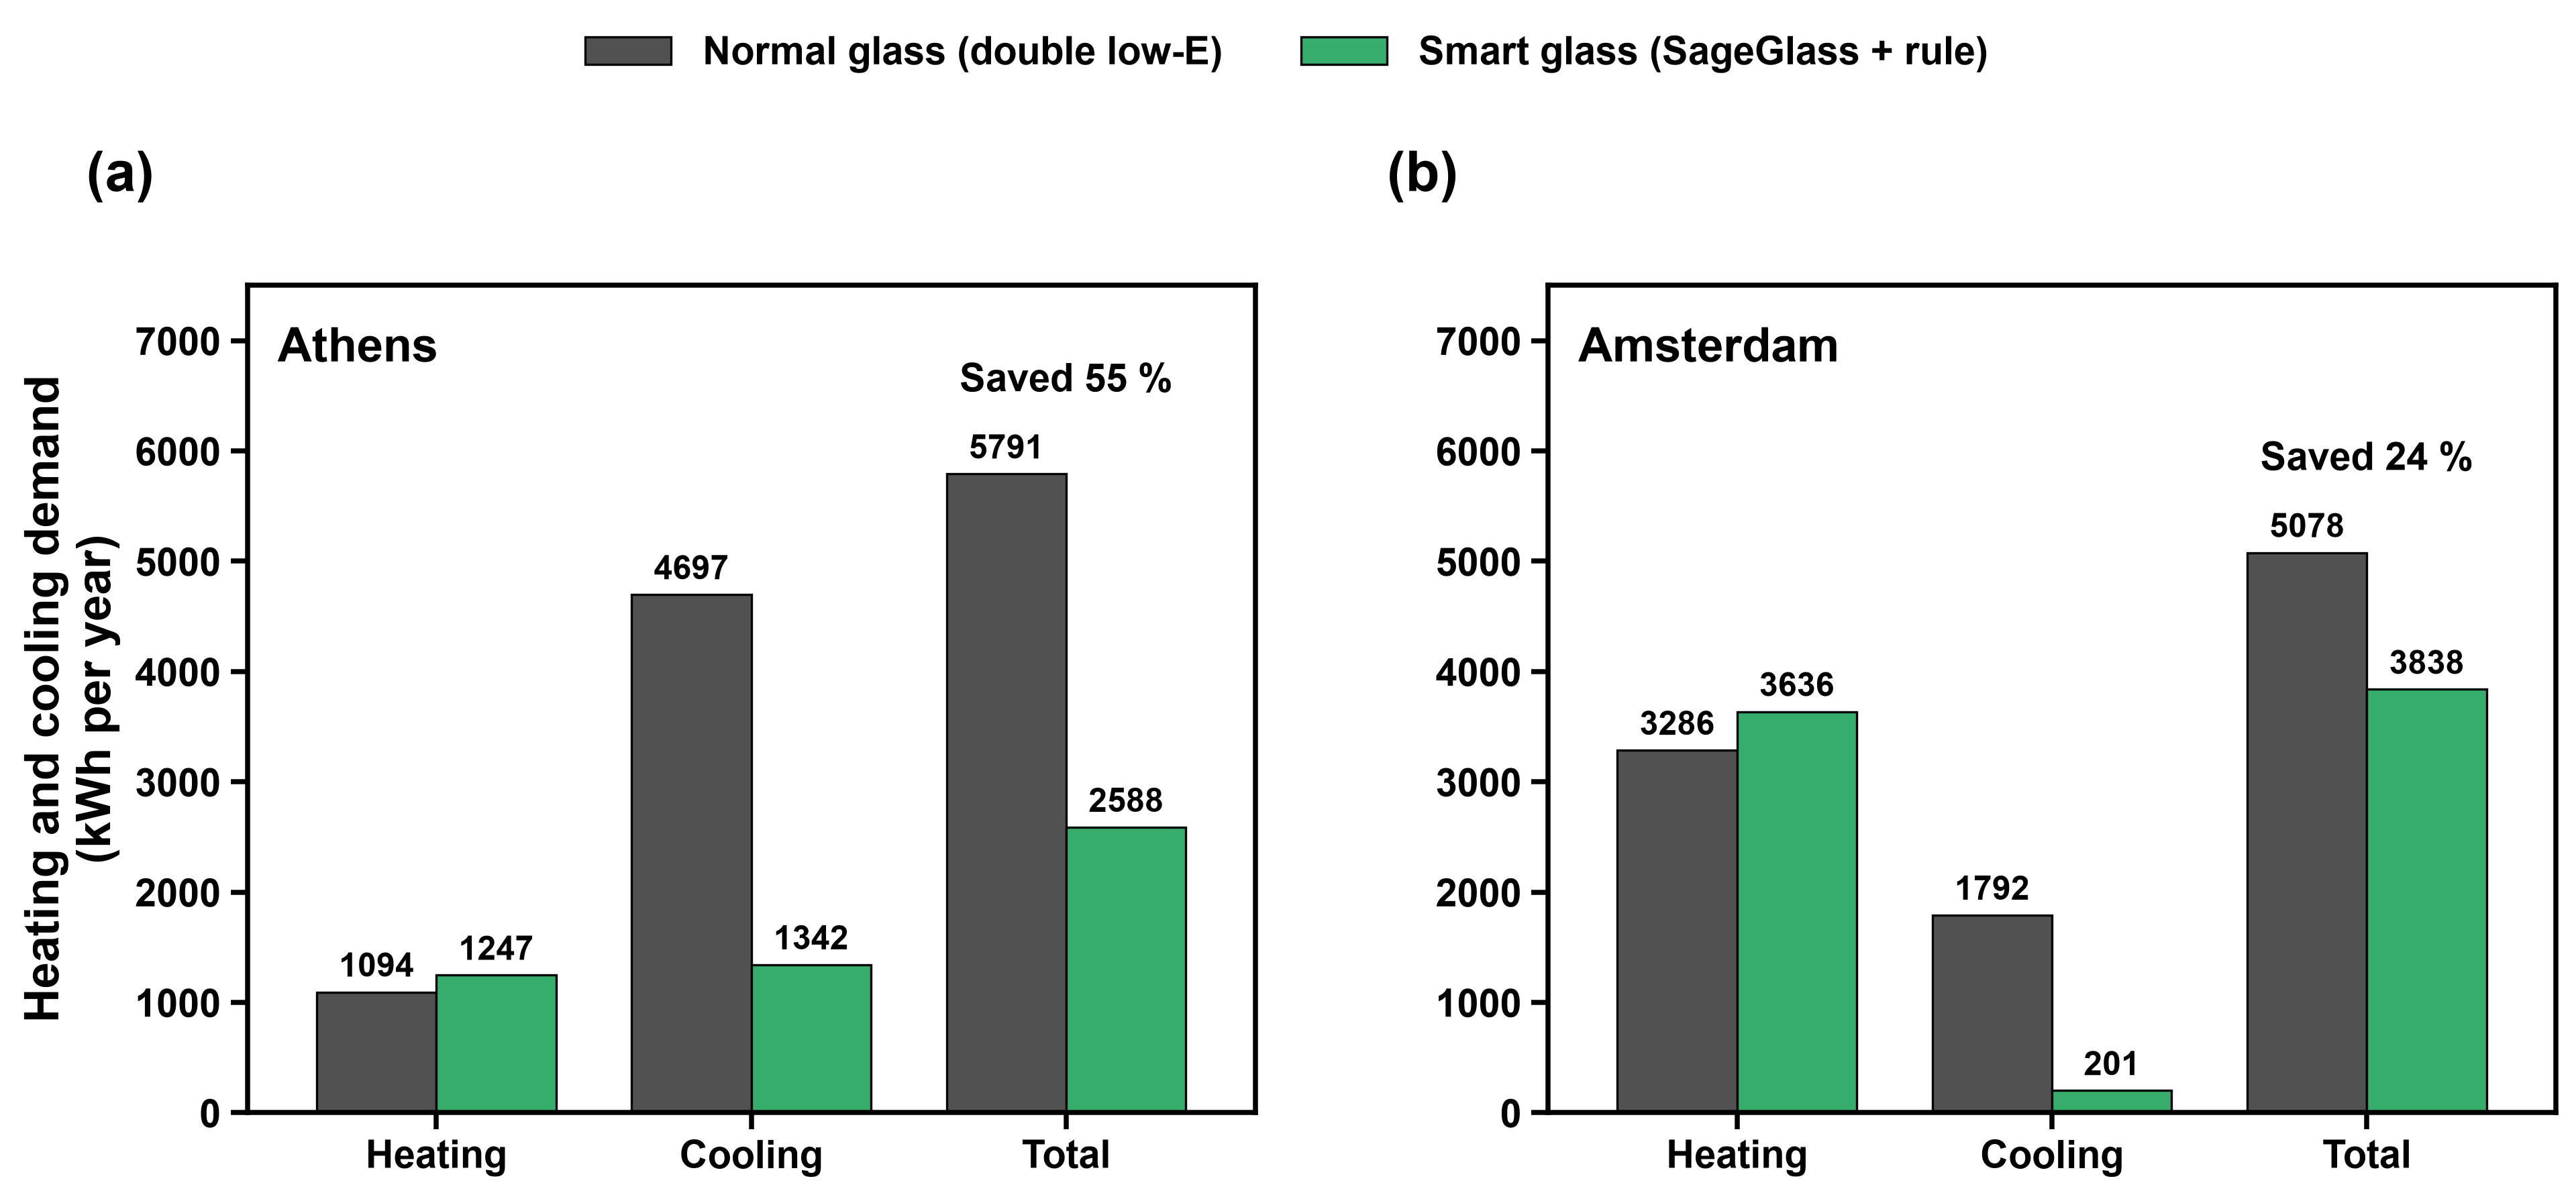 Normal glass (double low-E)
Smart glass (SageGlass + rule)
(a)
Athens
Heating and cooling demand
(kWh per year)
7000
6000
5000
4000
3000
2000
1000
0
Saved 55 %
1094
1247
4697
1342
5791
2588
Heating
Cooling
Total
(b)
Amsterdam
7000
6000
5000
4000
3000
2000
1000
0
Saved 24 %
3286
3636
1792
201
5078
3838
Heating
Cooling
Total